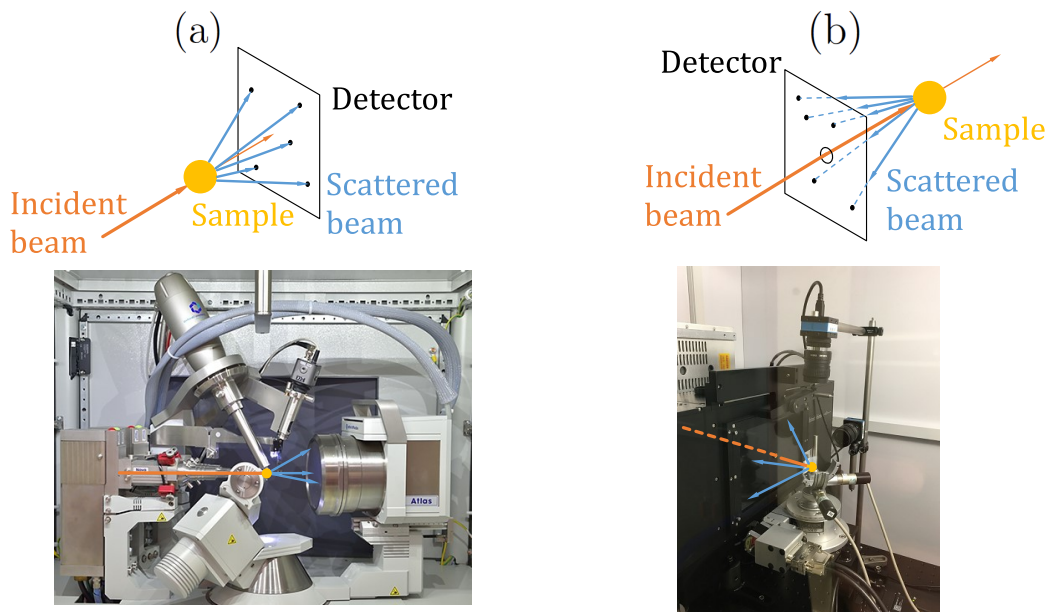 (a)
Detector
Incident
beam
Sample
Scattered
beam
(b)
Detector
Sample
Incident
beam
Scattered
beam
Atlas